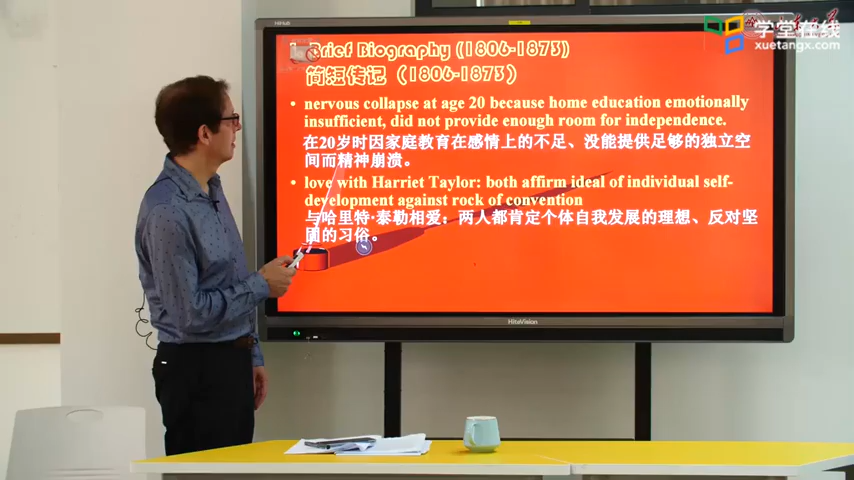 HiteVision
学堂在线
xuetangx.com
Brief Biography (1806-1873)
简短传记 （1806-1873）
• nervous collapse at age 20 because home education emotionally
insufficient, did not provide enough room for independence.
在20岁时因家庭教育在感情上的不足、没能提供足够的独立空
间而精神崩溃。
• love with Harriet Taylor: both affirm ideal of individual self-
development against rock of convention
与哈里特·泰勒相爱：两人都肯定个体自我发展的理想、反对坚
固的习俗。
HiteVision